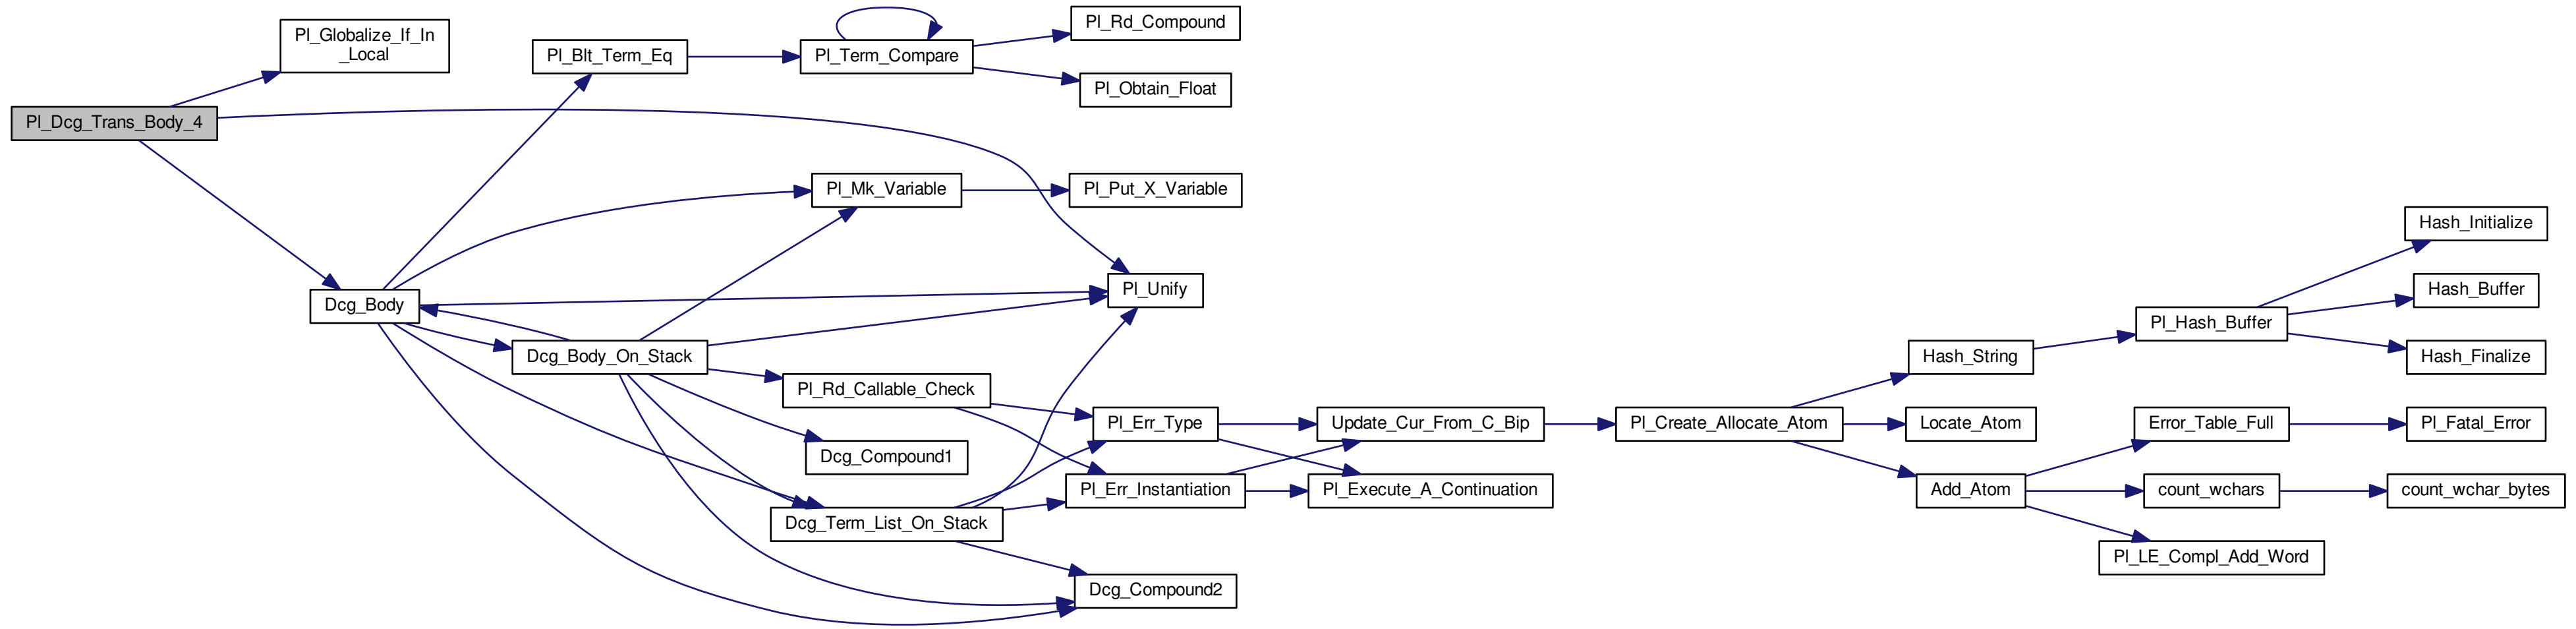 Pl_Dcg_Trans_Body_4
Pl_Globalize_If_In
_Local
Dcg_Body
Pl_Blt_Term_Eq
Dcg_Body_On_Stack
Pl_Term_Compare
Pl_Mk_Variable
Pl_Rd_Callable_Check
Dcg_Compound1
Dcg_Term_List_On_Stack
Pl_Rd_Compound
Pl_Obtain_Float
Pl_Put_X_Variable
Pl_Unify
Pl_Err_Type
Pl_Err_Instantiation
Dcg_Compound2
Update_Cur_From_C_Bip
Pl_Execute_A_Continuation
Pl_Create_Allocate_Atom
Hash_String
Locate_Atom
Add_Atom
Pl_Hash_Buffer
Error_Table_Full
count_wchars
Pl_LE_Compl_Add_Word
Hash_Initialize
Hash_Buffer
Hash_Finalize
Pl_Fatal_Error
count_wchar_bytes